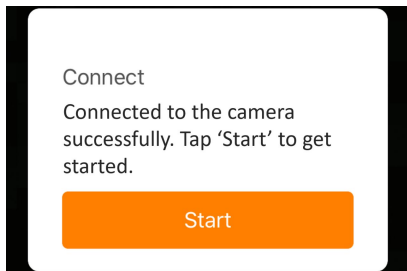 Connect
Connected to the camera
successfully. Tap ‘Start’ to get
started.
Start